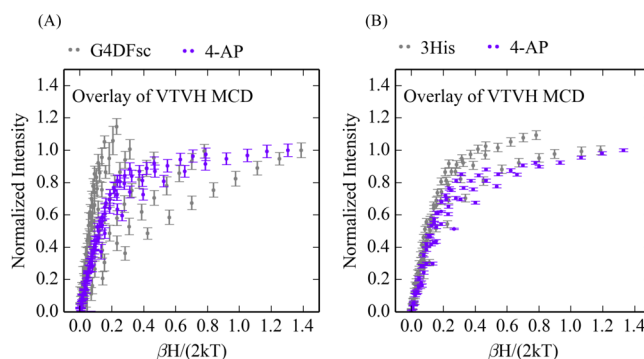 (A)
G4DFsc 4-AP
Overlay of VTVH MCD
Normalized Intensity
1.4
1.2
1.0
0.8
0.6
0.4
0.2
0.0
0.0 0.2 0.4 0.6 0.8 1.0 1.2 1.4
βH/(2kT)
(B)
3His 4-AP
Overlay of VTVH MCD
Normalized Intensity
1.4
1.2
1.0
0.8
0.6
0.4
0.2
0.0
0.0 0.2 0.4 0.6 0.8 1.0 1.2 1.4
βH/(2kT)